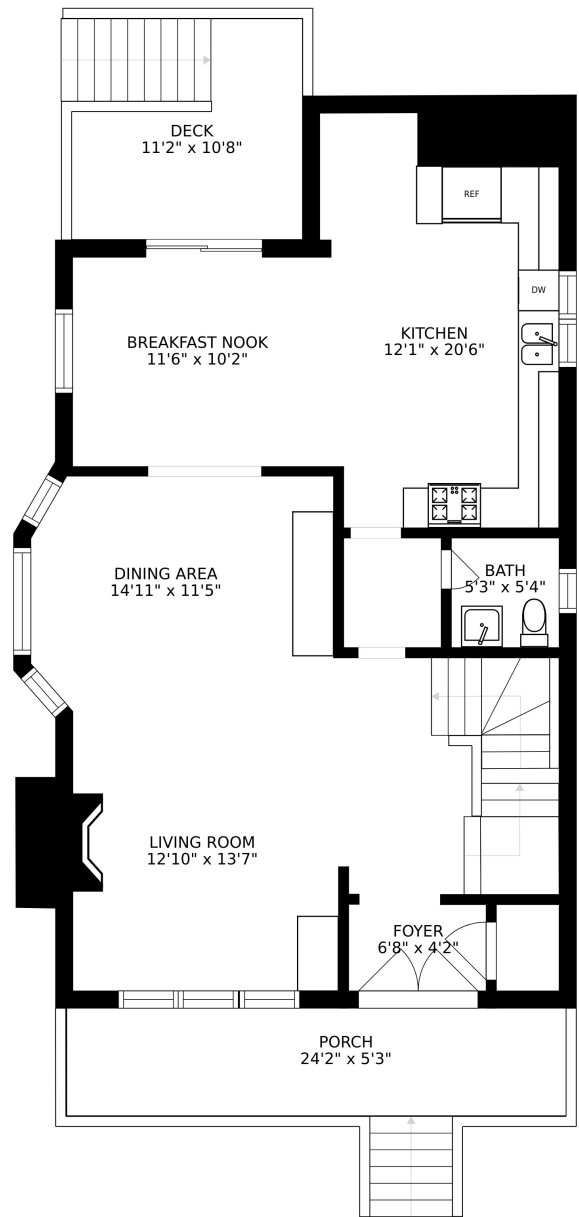 DECK
11'2" x 10'8"
REF
DW
BREAKFAST NOOK
11'6" x 10'2"
KITCHEN
12'1" x 20'6"
DINING AREA
14'11" x 11'5"
BATH
5'3" x 5'4"
LIVING ROOM
12'10" x 13'7"
FOYER
6'8" x 4'2"
PORCH
24'2" x 5'3"